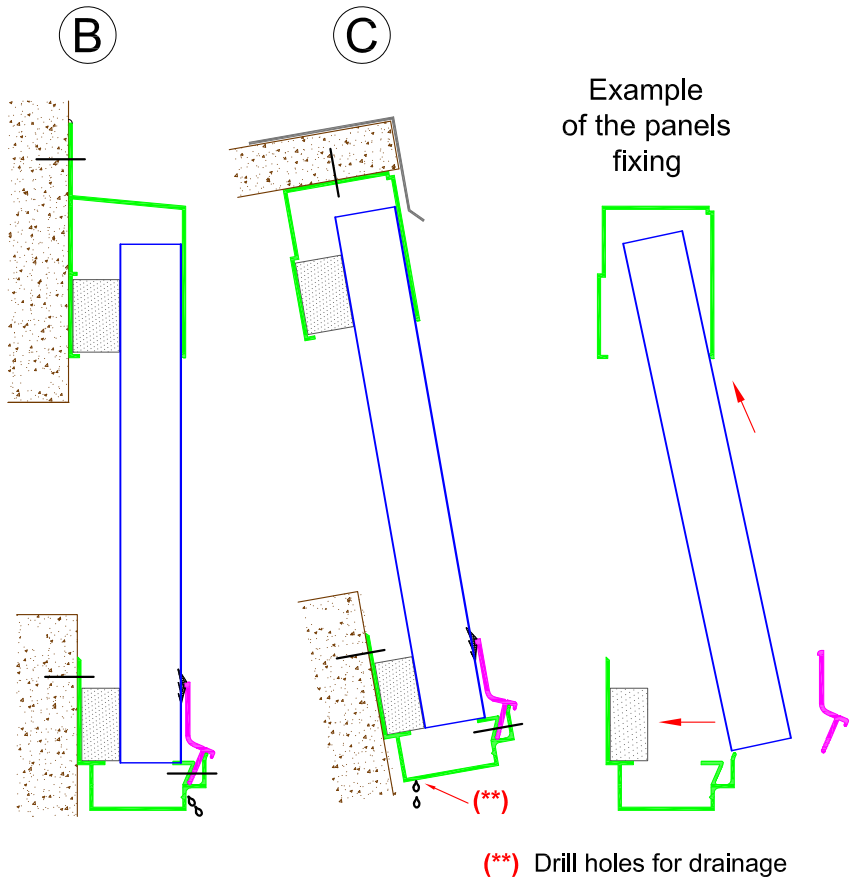 B
C
Example
of the panels
fixing
(**)
(**) Drill holes for drainage